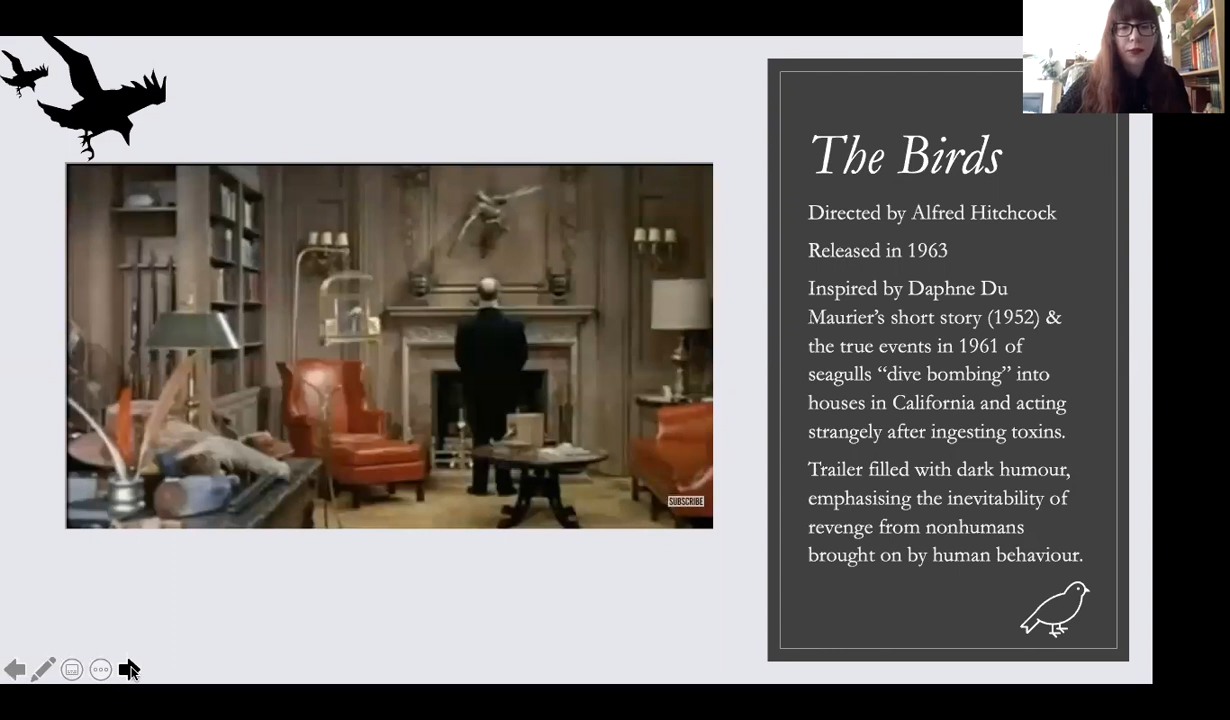 The Birds
Directed by Alfred Hitchcock
Released in 1963
Inspired by Daphne Du
Maurier’s short story (1952) &
the true events in 1961 of
seagulls “dive bombing” into
houses in California and acting
strangely after ingesting toxins.
Trailer filled with dark humour,
emphasising the inevitability of
revenge from nonhumans
brought on by human behaviour.
SUBSCRIBE